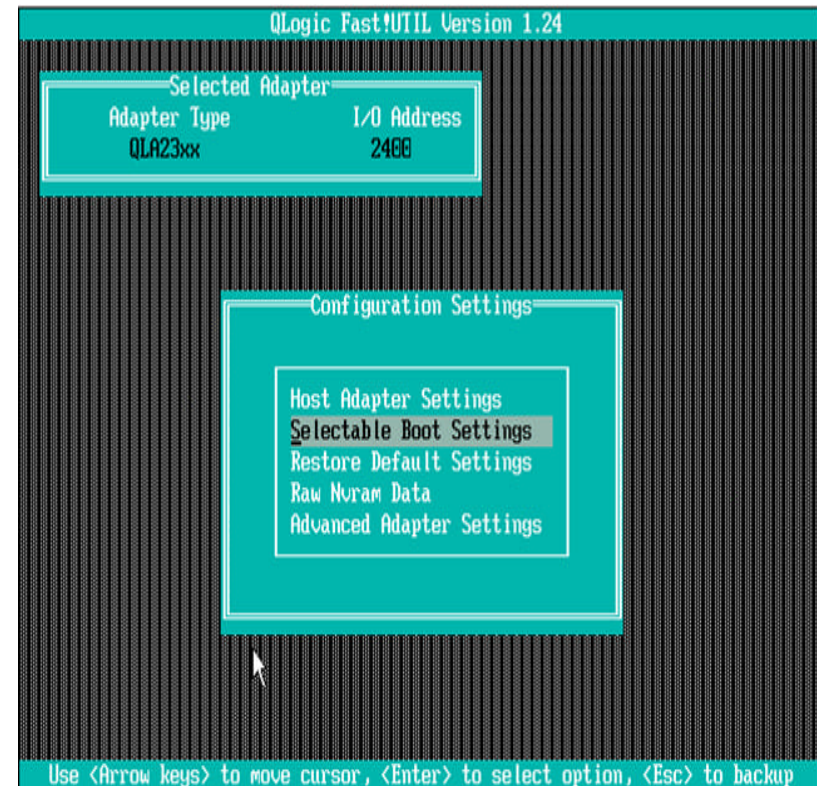 QLogic Fast!UTIL Version 1.24
Selected Adapter
Adapter Type I/O Address
QLA23xx 2400
Configuration Settings
Host Adapter Settings
Selectable Boot Settings
Restore Default Settings
Raw Nvram Data
Advanced Adapter Settings
Use <Arrow keys> to move cursor, <Enter> to select option, <Esc> to backup